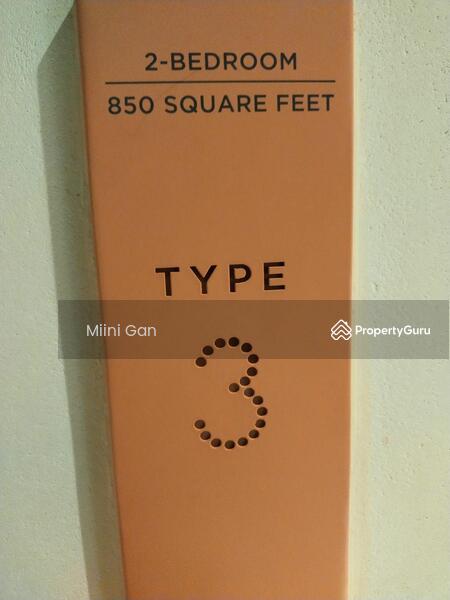 2-BEDROOM
850 SQUARE FEET
TYPE
Miini Gan
PropertyGuru
3